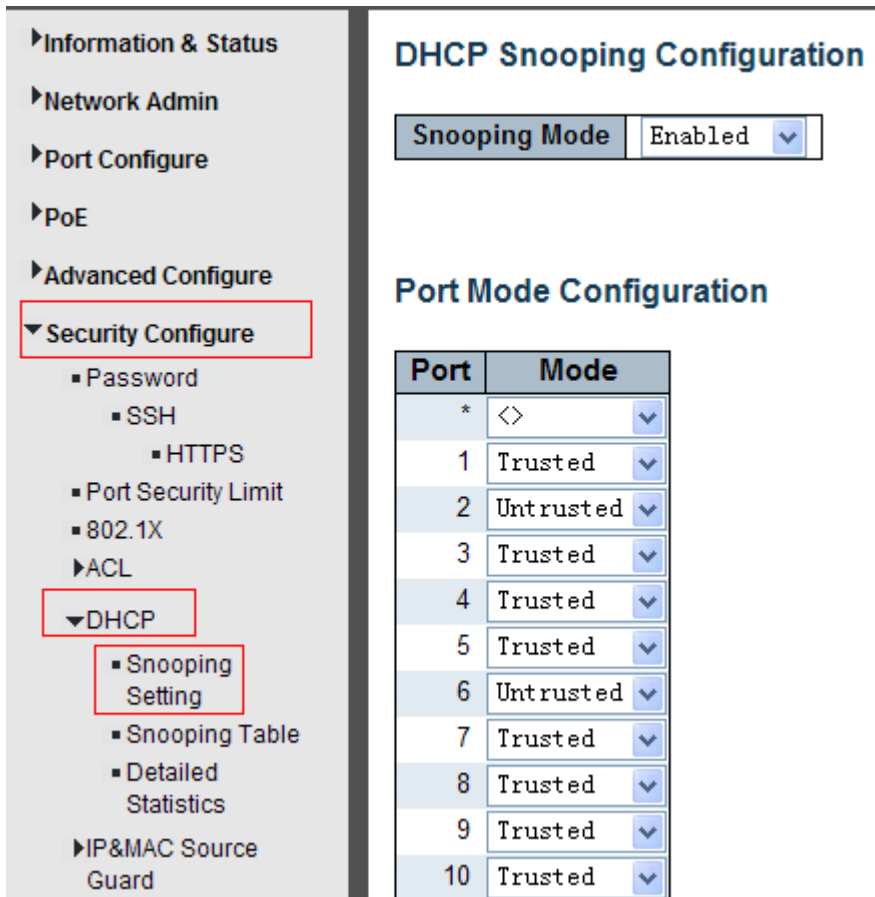 Information & Status
Network Admin
Port Configure
PoE
Advanced Configure
Security Configure
Password
SSH
HTTPS
Port Security Limit
802.1X
ACL
DHCP
Snooping
Setting
Snooping Table
Detailed
Statistics
IP&MAC Source
Guard
DHCP Snooping Configuration
Snooping Mode Enabled
Port Mode Configuration
Port Mode
* <>
1 Trusted
2 Untrusted
3 Trusted
4 Trusted
5 Trusted
6 Untrusted
7 Trusted
8 Trusted
9 Trusted
10 Trusted